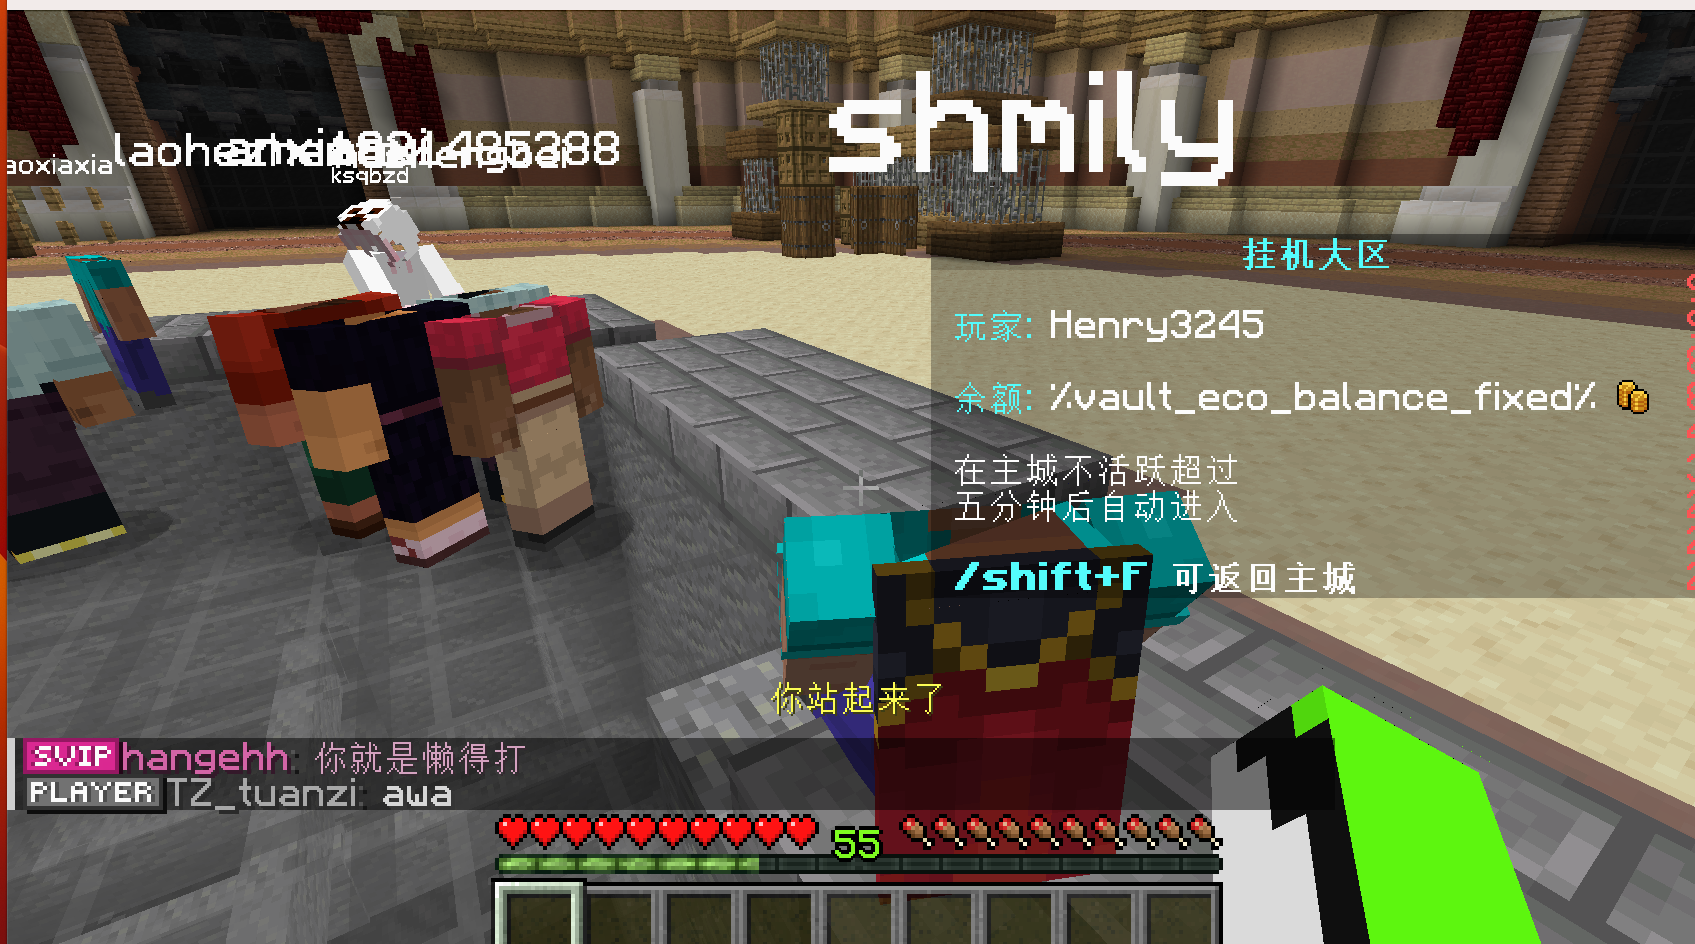 shmily
aoxiaxia
ksqbzd
挂机大区
玩家: Henry3245
余额: %vault_eco_balance_fixed%
在主城不活跃超过
五分钟后自动进入
/shift+F 可返回主城
你站起来了
SVIP hangehh: 你就是懒得打
PLAYER TZ_tuanzi: awa
55